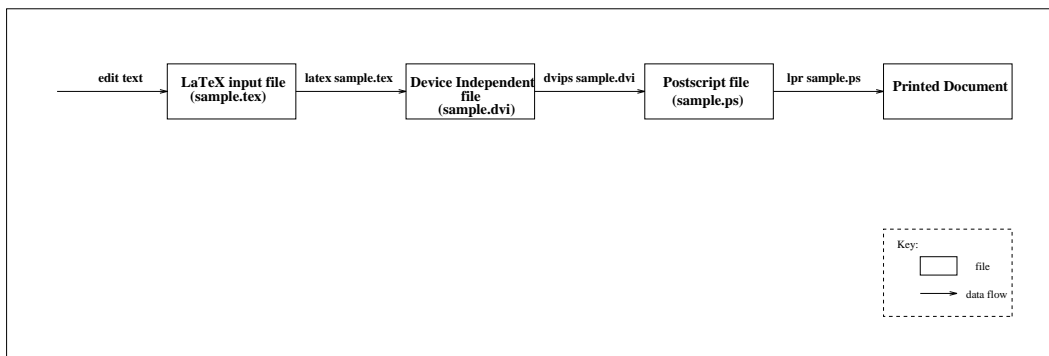 edit text
LaTeX input file
(sample.tex)
latex sample.tex
Device Independent
file
(sample.dvi)
dvips sample.dvi
Postscript file
(sample.ps)
lpr sample.ps
Printed Document
Key:
file
data flow